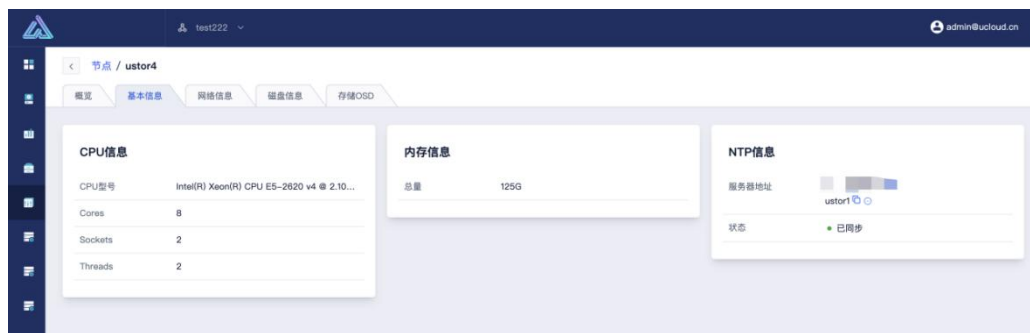 test222
admin@ucloud.cn
节点 / ustor4
概览 基本信息 网络信息 磁盘信息 存储OSD
CPU信息
CPU型号 Intel(R) Xeon(R) CPU E5-2620 v4 @ 2.10...
Cores 8
Sockets 2
Threads 2
内存信息
总量 125G
NTP信息
服务器地址
ustor1
状态 已同步